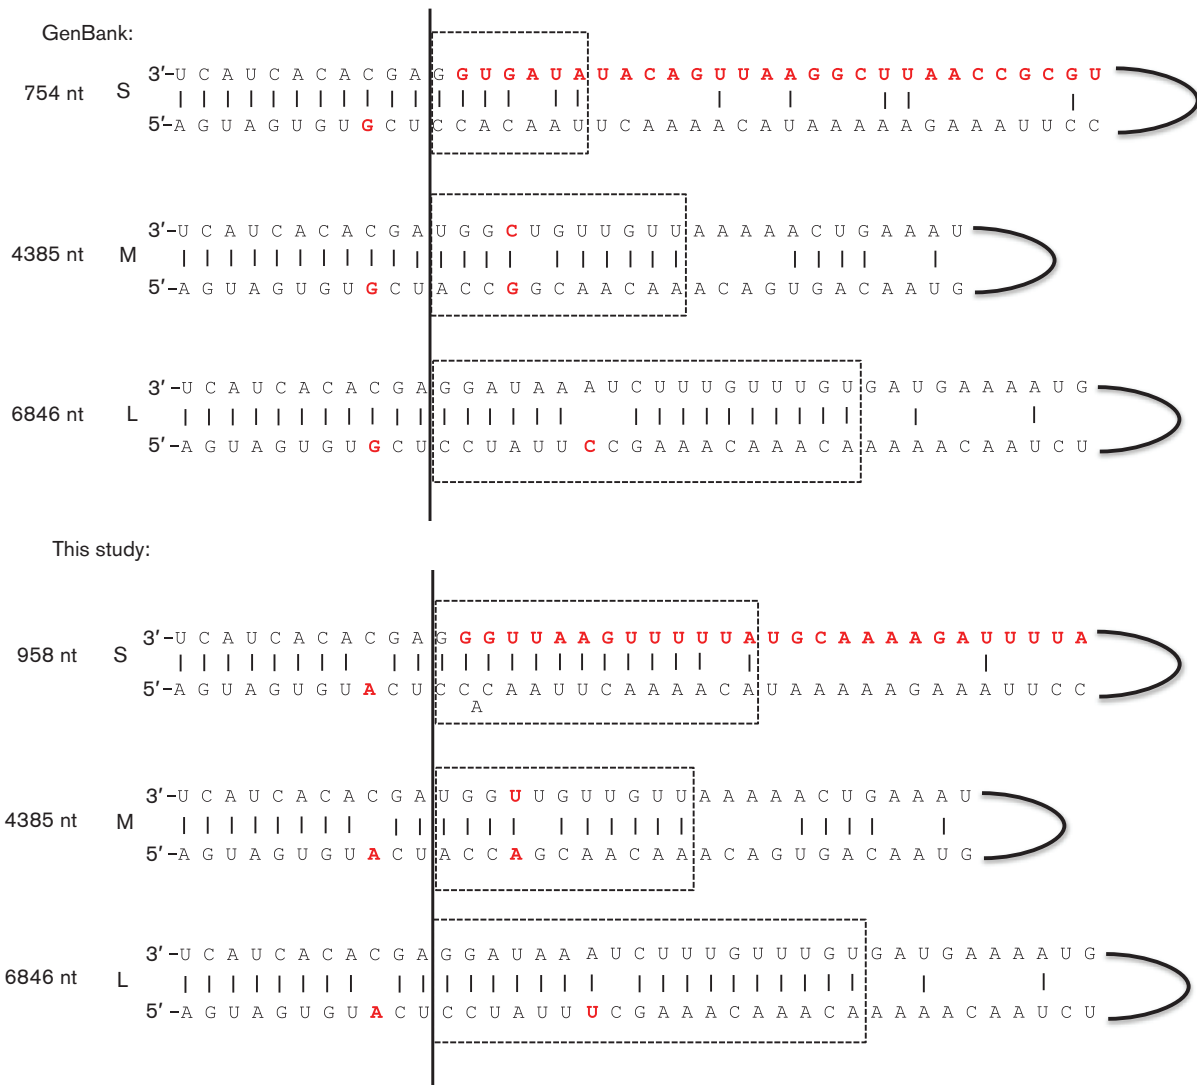 GenBank:
3′-U C A U C A C A C G A G G U G A U A U A C A G U U A A G G C U U A A C C G C G U
754 nt S
5′-A G U A G U G U G C U C C A C A A U U C A A A A C A U A A A A A G A A A U U C C
3′-U C A U C A C A C G A U G G C U G U U G U U A A A A A C U G A A A U
4385 nt M
5′-A G U A G U G U G C U A C C G G C A A C A A A C A G U G A C A A U G
3′-U C A U C A C A C G A G G A U A A A U C U U U G U U U G U G A U G A A A A U G
6846 nt L
5′-A G U A G U G U G C U C C U A U U C C G A A A C A A A C A A A A A C A A U C U
This study:
3′-U C A U C A C A C G A G G G U U A A G U U U U U A U G C A A A A G A U U U U A
958 nt S
5′-A G U A G U G U A C U C C C A A U U C A A A A C A U A A A A A G A A A U U C C
A
3′-U C A U C A C A C G A U G G U U G U U G U U A A A A A C U G A A A U
4385 nt M
5′-A G U A G U G U A C U A C C A G C A A C A A A C A G U G A C A A U G
3′-U C A U C A C A C G A G G A U A A A U C U U U G U U U G U G A U G A A A A U G
6846 nt L
5′-A G U A G U G U A C U C C U A U U U C G A A A C A A A C A A A A A C A A U C U